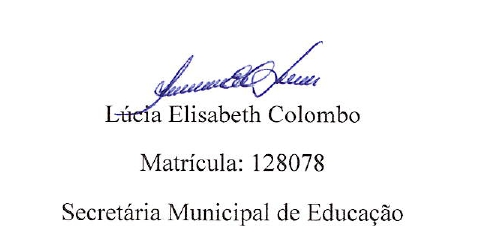 Lúcia Elisabeth Colombo
Matrícula: 128078
Secretária Municipal de Educação